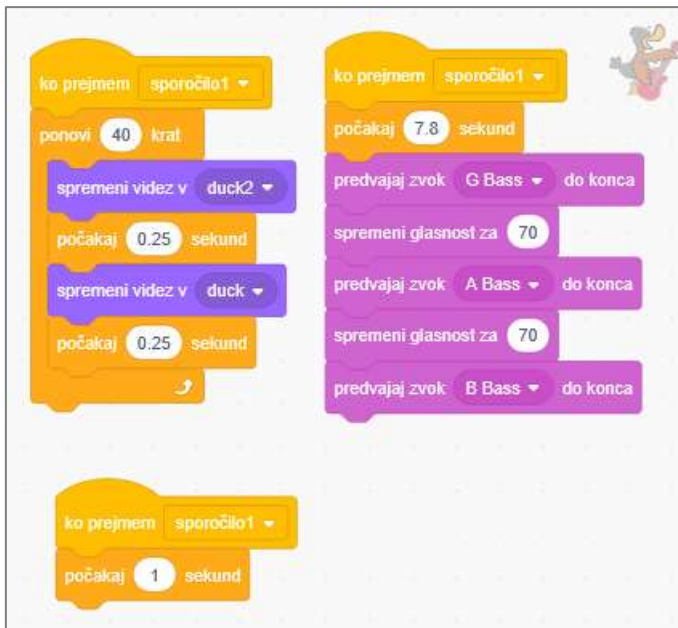 ko prejmem sporočilo1
ponovi 40 krat
spremeni videz v duck2
počakaj 0.25 sekund
spremeni videz v duck
počakaj 0.25 sekund
ko prejmem sporočilo1
počakaj 7.8 sekund
predvajaj zvok G Bass do konca
spremeni glasnost za 70
predvajaj zvok A Bass do konca
spremeni glasnost za 70
predvajaj zvok B Bass do konca
ko prejmem sporočilo1
počakaj 1 sekund